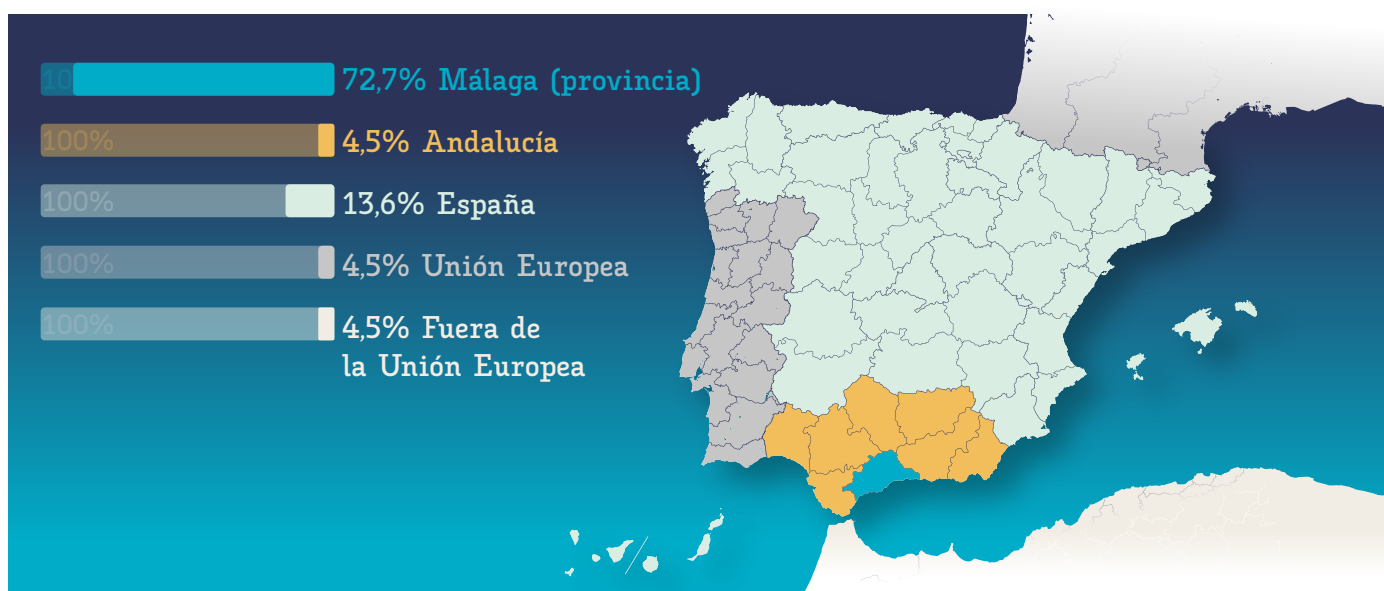 10
72,7% Málaga (provincia)
100%
4,5% Andalucía
100%
13,6% España
100%
4,5% Unión Europea
100%
4,5% Fuera de
la Unión Europea